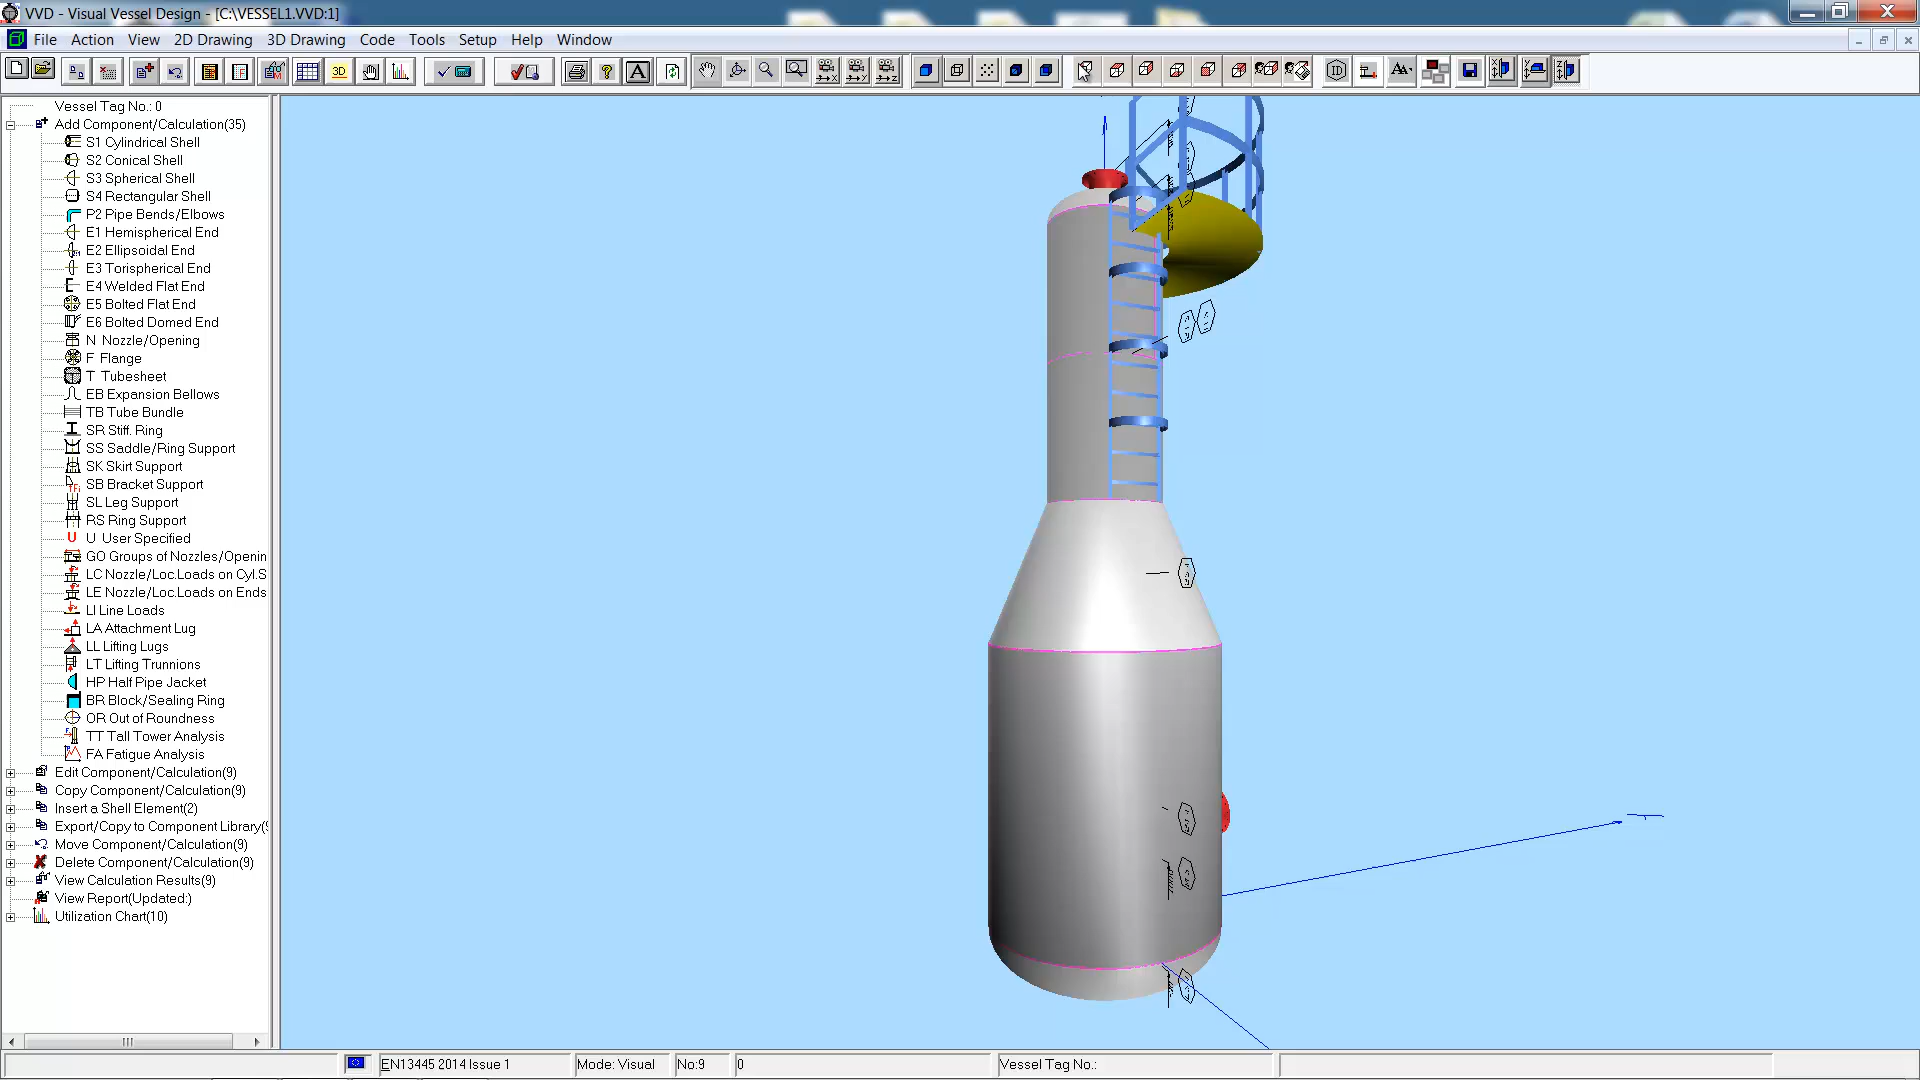 VVD - Visual Vessel Design - [C:\VESSEL1.VVD:1]
File Action View 2D Drawing 3D Drawing Code Tools Setup Help Window
3D
A
ID
AA
Vessel Tag No.: 0
Add Component/Calculation(35)
S1 Cylindrical Shell
S2 Conical Shell
S3 Spherical Shell
S4 Rectangular Shell
P2 Pipe Bends/Elbows
E1 Hemispherical End
E2 Ellipsoidal End
E3 Torispherical End
E4 Welded Flat End
E5 Bolted Flat End
E6 Bolted Domed End
N Nozzle/Opening
F Flange
T Tubesheet
EB Expansion Bellows
TB Tube Bundle
SR Stiff. Ring
SS Saddle/Ring Support
SK Skirt Support
SB Bracket Support
SL Leg Support
RS Ring Support
U User Specified
GO Groups of Nozzles/Openin
LC Nozzle/Loc.Loads on Cyl.S
LE Nozzle/Loc.Loads on Ends
LI Line Loads
LA Attachment Lug
LL Lifting Lugs
LT Lifting Trunnions
HP Half Pipe Jacket
BR Block/Sealing Ring
OR Out of Roundness
TT Tall Tower Analysis
FA Fatigue Analysis
Edit Component/Calculation(9)
Copy Component/Calculation(9)
Insert a Shell Element(2)
Export/Copy to Component Library(9
Move Component/Calculation(9)
Delete Component/Calculation(9)
View Calculation Results(9)
View Report(Updated:)
Utilization Chart(10)
EN13445 2014 Issue 1
Mode: Visual
No:9
0
Vessel Tag No.: